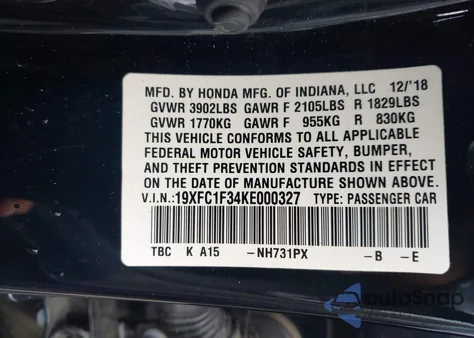 MFD. BY HONDA MFG. OF INDIANA, LLC 12/'18
GVWR 3902LBS GAWR F 2105LBS R 1829LBS
GVWR 1770KG GAWR F 955KG R 830KG
THIS VEHICLE CONFORMS TO ALL APPLICABLE
FEDERAL MOTOR VEHICLE SAFETY, BUMPER,
AND THEFT PREVENTION STANDARDS IN EFFECT
ON THE DATE OF MANUFACTURE SHOWN ABOVE.
V.I.N.:19XFC1F34KE000327 TYPE: PASSENGER CAR
TBC K A15 –NH731PX –B –E
autoSnap